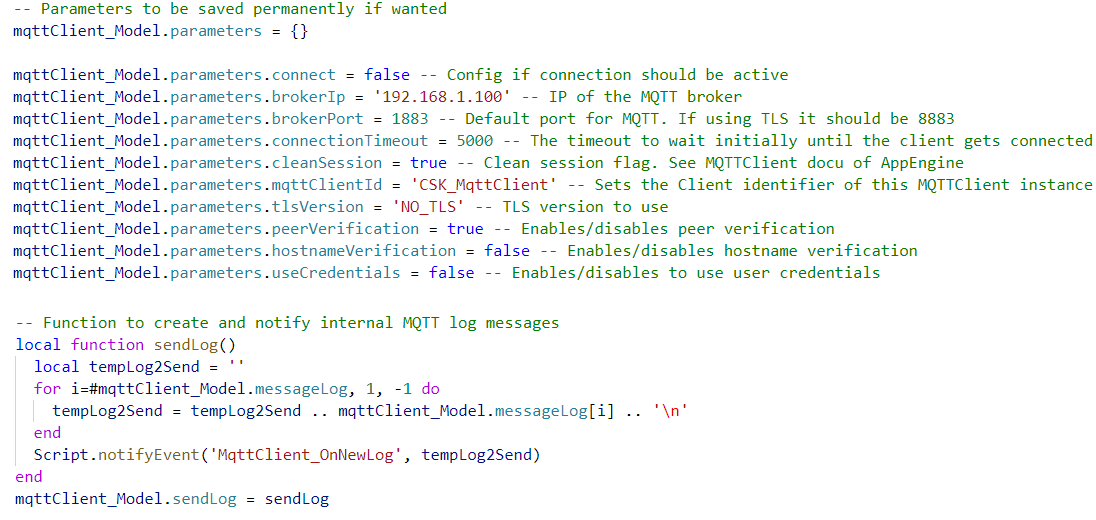 -- Parameters to be saved permanently if wanted
mqttClient_Model.parameters = {}
mqttClient_Model.parameters.connect = false -- Config if connection should be active
mqttClient_Model.parameters.brokerIp = '192.168.1.100' -- IP of the MQTT broker
mqttClient_Model.parameters.brokerPort = 1883 -- Default port for MQTT. If using TLS it should be 8883
mqttClient_Model.parameters.connectionTimeout = 5000 -- The timeout to wait initially until the client gets connected
mqttClient_Model.parameters.cleanSession = true -- Clean session flag. See MQTTClient docu of AppEngine
mqttClient_Model.parameters.mqttClientId = 'CSK_MqttClient' -- Sets the Client identifier of this MQTTClient instance
mqttClient_Model.parameters.tlsVersion = 'NO_TLS' -- TLS version to use
mqttClient_Model.parameters.peerVerification = true -- Enables/disables peer verification
mqttClient_Model.parameters.hostnameVerification = false -- Enables/disables hostname verification
mqttClient_Model.parameters.useCredentials = false -- Enables/disables to use user credentials
-- Function to create and notify internal MQTT log messages
local function sendLog()
  local tempLog2Send = ''
  for i=#mqttClient_Model.messageLog, 1, -1 do
    tempLog2Send = tempLog2Send .. mqttClient_Model.messageLog[i] .. '\n'
  end
  Script.notifyEvent('MqttClient_OnNewLog', tempLog2Send)
end
mqttClient_Model.sendLog = sendLog